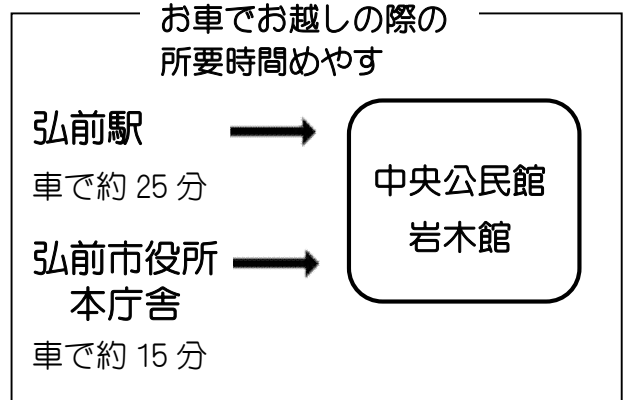 お車でお越しの際の
所要時間めやす
弘前駅
車で約 25 分
弘前市役所
本庁舎
車で約 15 分
中央公民館
岩木館